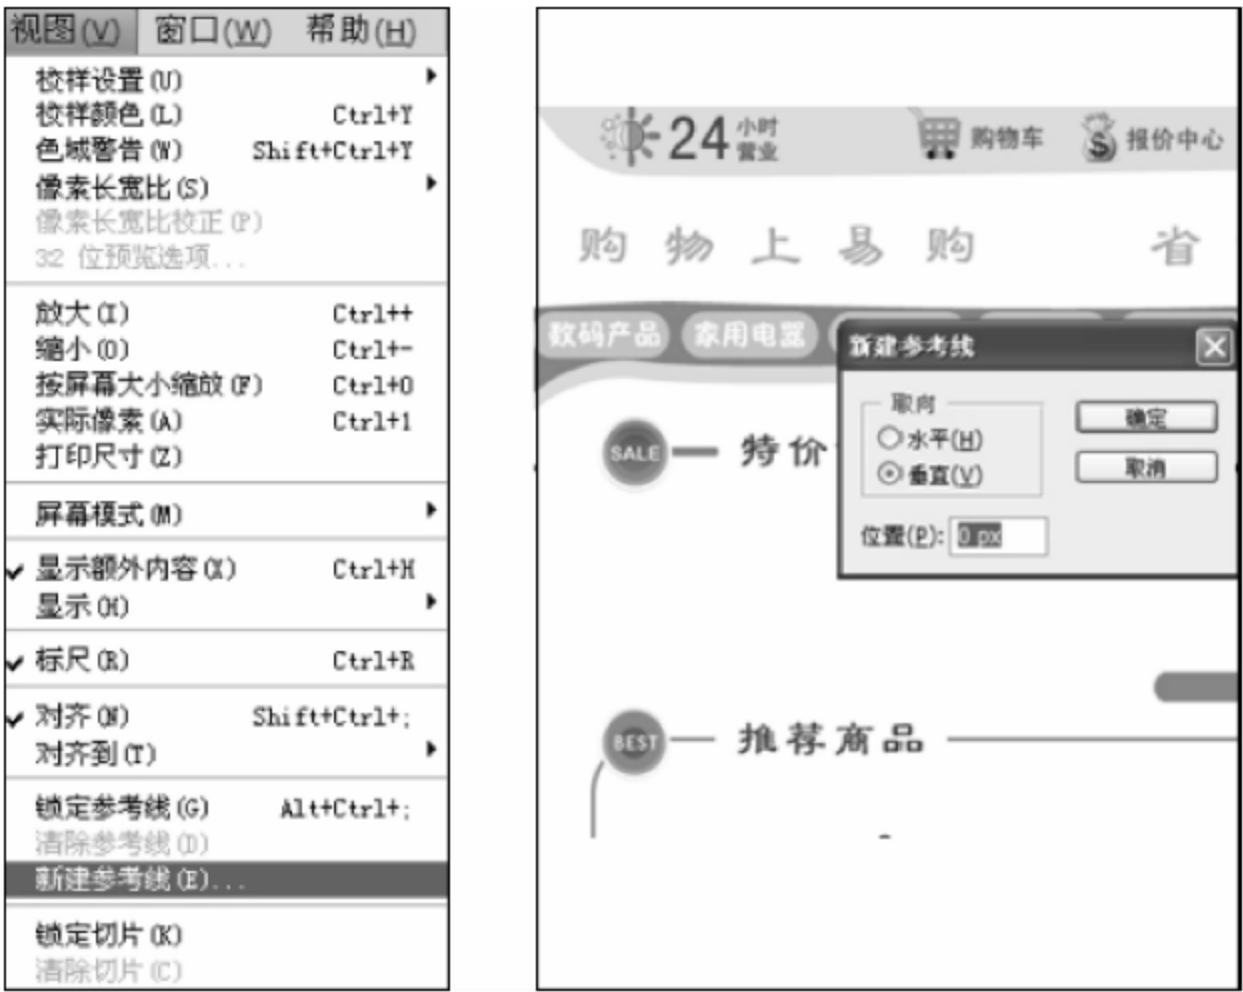 视图(V) 窗口(W) 帮助(H)
校样设置(U)
校样颜色(L) Ctrl+Y
色域警告(W) Shift+Ctrl+Y
像素长宽比(S)
像素长宽比校正(P)
32 位预览选项...
放大(I) Ctrl++
缩小(O) Ctrl+-
按屏幕大小缩放(F) Ctrl+0
实际像素(A) Ctrl+1
打印尺寸(Z)
屏幕模式(M)
显示额外内容(X) Ctrl+H
显示(H)
标尺(R) Ctrl+R
对齐(N) Shift+Ctrl+;
对齐到(T)
锁定参考线(G) Alt+Ctrl+;
清除参考线(D)
新建参考线(E)...
锁定切片(K)
清除切片(C)
24 小时营业 购物车 $ 报价中心
购物上易购 省
数码产品 家用电器
新建参考线
取向
水平(H)
垂直(V)
位置(P): 0 px
确定
取消
SALE 特价
BEST 推荐商品